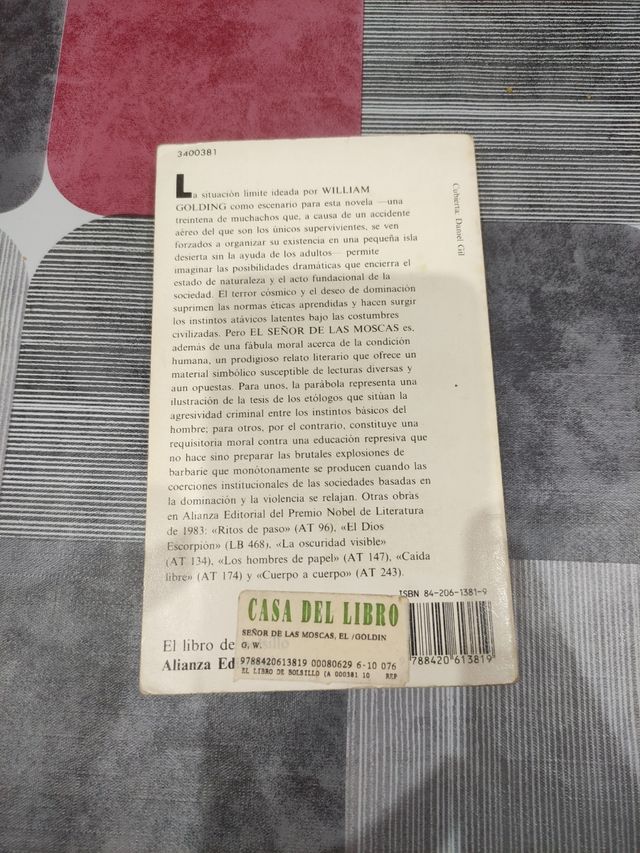 3400381
La situación límite ideada por WILLIAM
GOLDING como escenario para esta novela —una
treintena de muchachos que, a causa de un accidente
aéreo del que son los únicos supervivientes, se ven
forzados a organizar su existencia en una pequeña isla
desierta sin la ayuda de los adultos— permite
imaginar las posibilidades dramáticas que encierra el
estado de naturaleza y el acto fundacional de la
sociedad. El terror cósmico y el deseo de dominación
suprimen las normas éticas aprendidas y hacen surgir
los instintos atávicos latentes bajo las costumbres
civilizadas. Pero EL SEÑOR DE LAS MOSCAS es,
además de una fábula moral acerca de la condición
humana, un prodigioso relato literario que ofrece un
material simbólico susceptible de lecturas diversas y
aun opuestas. Para unos, la parábola representa una
ilustración de la tesis de los etólogos que sitúan la
agresividad criminal entre los instintos básicos del
hombre; para otros, por el contrario, constituye una
requisitoria moral contra una educación represiva que
no hace sino preparar las brutales explosiones de
barbarie que monótonamente se producen cuando las
coerciones institucionales de las sociedades basadas en
la dominación y la violencia se relajan. Otras obras
en Alianza Editorial del Premio Nobel de Literatura
de 1983: «Ritos de paso» (AT 96), «El Dios
Escorpión» (LB 468), «La oscuridad visible»
(AT 134), «Los hombres de papel» (AT 147), «Caída
libre» (AT 174) y «Cuerpo a cuerpo» (AT 243).
Cubierta: Daniel Gil
ISBN 84-206-1381-9
El libro de
Alianza Ed
CASA DEL LIBRO
SEÑOR DE LAS MOSCAS, EL /GOLDIN
G, W.
9788420613819 00080629 6-10 076
EL LIBRO DE BOLSILLO (A 000381 10 REP
788420 613819